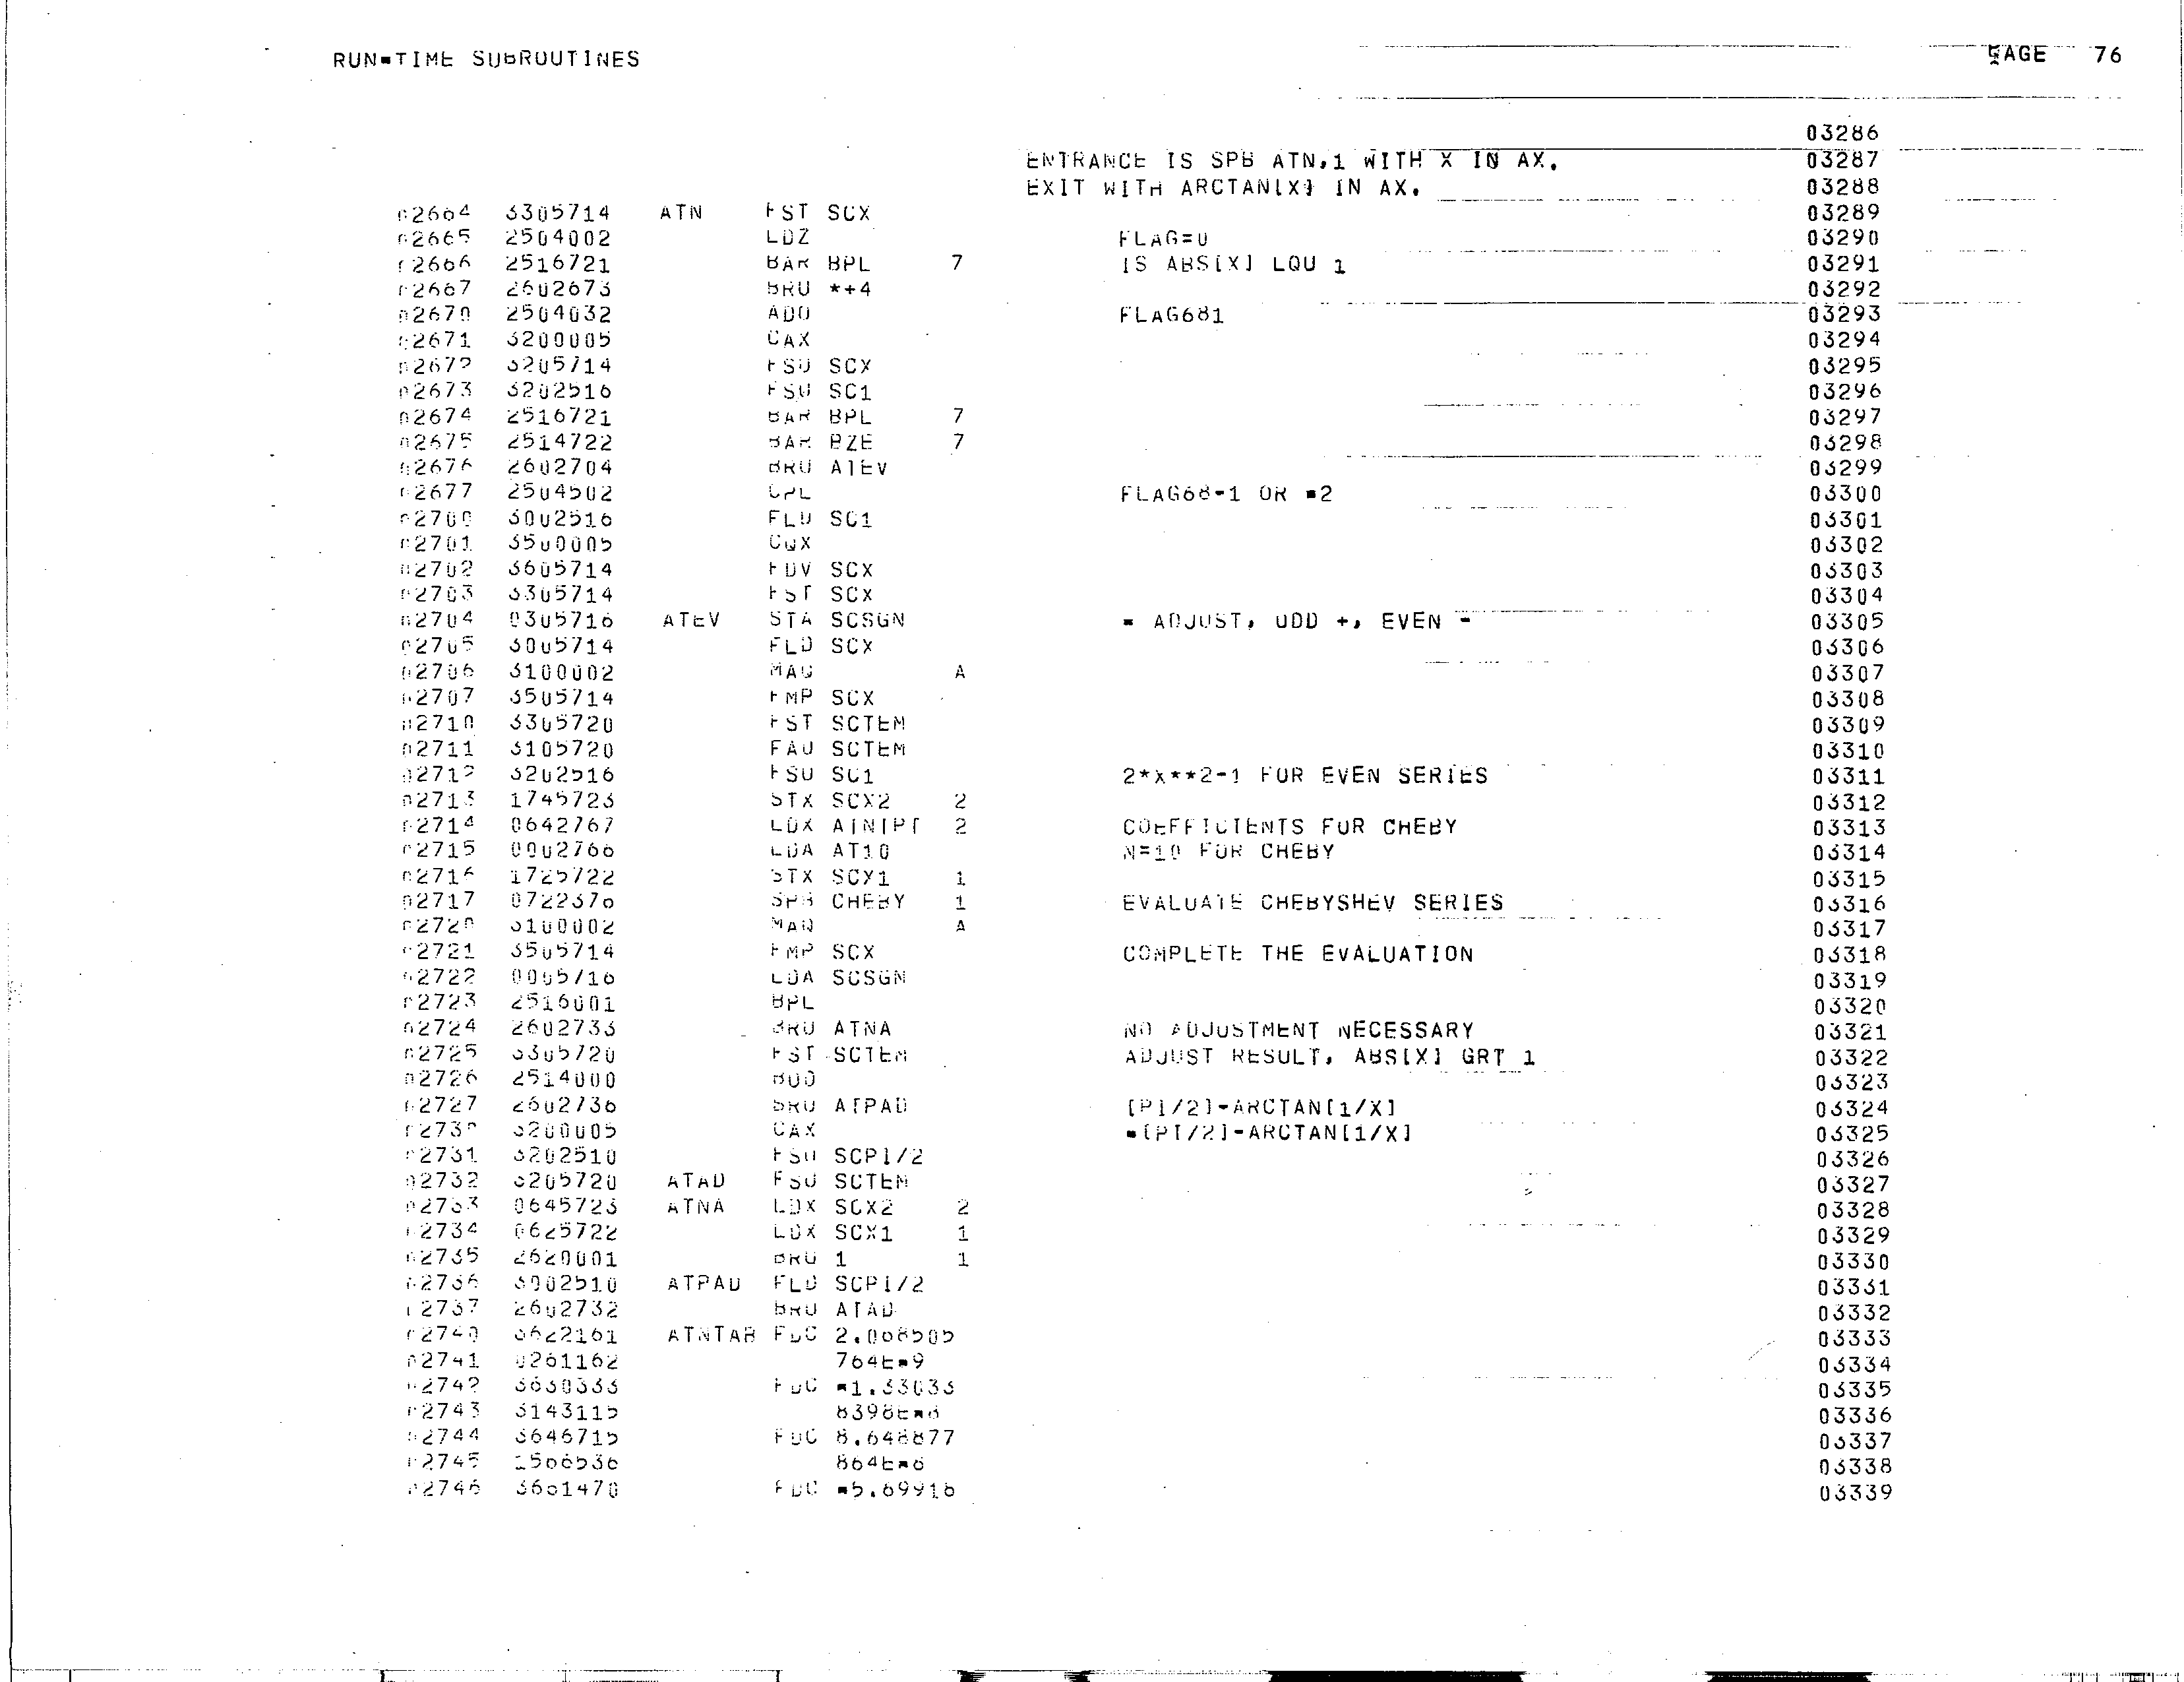 RUN-TIME SUBROUTINES PAGE 76
03286
ENTRANCE IS SPB ATN,1 WITH X IN AX. 03287
EXIT WITH ARCTAN[X] IN AX. 03288
02664 3305714 ATN FST SCX 03289
02665 2504002 LDZ FLAG=0 03290
02666 2516721 BAR BPL 7 IS ABS[X] LQU 1 03291
02667 2602673 BRU *+4 03292
02670 2504032 ADO FLAG681 03293
02671 3200005 CAX 03294
02672 3205714 FSU SCX 03295
02673 3202516 FSU SC1 03296
02674 2516721 BAR BPL 7 03297
02675 2514722 BAR BZE 7 03298
02676 2602704 BRU ATEV 03299
02677 2504502 CPL FLAG68-1 OR -2 03300
02700 3002516 FLD SC1 03301
02701 3500005 CQX 03302
02702 3605714 FDV SCX 03303
02703 3305714 FST SCX 03304
02704 0305716 ATEV STA SCSGN - ADJUST, ODD +, EVEN - 03305
02705 3005714 FLD SCX 03306
02706 3100002 MAQ A 03307
02707 3505714 FMP SCX 03308
02710 3305720 FST SCTEM 03309
02711 3105720 FAD SCTEM 03310
02712 3202516 FSU SC1 2*X**2-1 FOR EVEN SERIES 03311
02713 1745723 STX SCX2 2 03312
02714 0642767 LDX ATNTPT 2 COEFFICIENTS FOR CHEBY 03313
02715 0002766 LDA AT10 N=10 FOR CHEBY 03314
02716 1725722 STX SCX1 1 03315
02717 0722370 SPB CHEBY 1 EVALUATE CHEBYSHEV SERIES 03316
02720 3100002 MAQ A 03317
02721 3505714 FMP SCX COMPLETE THE EVALUATION 03318
02722 0005716 LDA SCSGN 03319
02723 2516001 BPL 03320
02724 2602733 BRU ATNA NO ADJUSTMENT NECESSARY 03321
02725 3305720 FST SCTEM ADJUST RESULT, ABS[X] GRT 1 03322
02726 2514000 BOD 03323
02727 2602736 BRU ATPAD [PI/2]-ARCTAN[1/X] 03324
02730 3200005 CAX -[PI/2]-ARCTAN[1/X] 03325
02731 3202510 FSU SCPI/2 03326
02732 3205720 ATAD FSU SCTEM 03327
02733 0645723 ATNA LDX SCX2 2 03328
02734 0625722 LDX SCX1 1 03329
02735 2620001 BRU 1 1 03330
02736 3002510 ATPAD FLD SCPI/2 03331
02737 2602732 BRU ATAD 03332
02740 3622161 ATNTAB FDC 2.068505 03333
02741 0261162 764E-9 03334
02742 3630333 FDC -1.33033 03335
02743 3143115 8398E-8 03336
02744 3646715 FDC 8.648877 03337
02745 1506536 864E-8 03338
02746 3661470 FDC -5.69916 03339